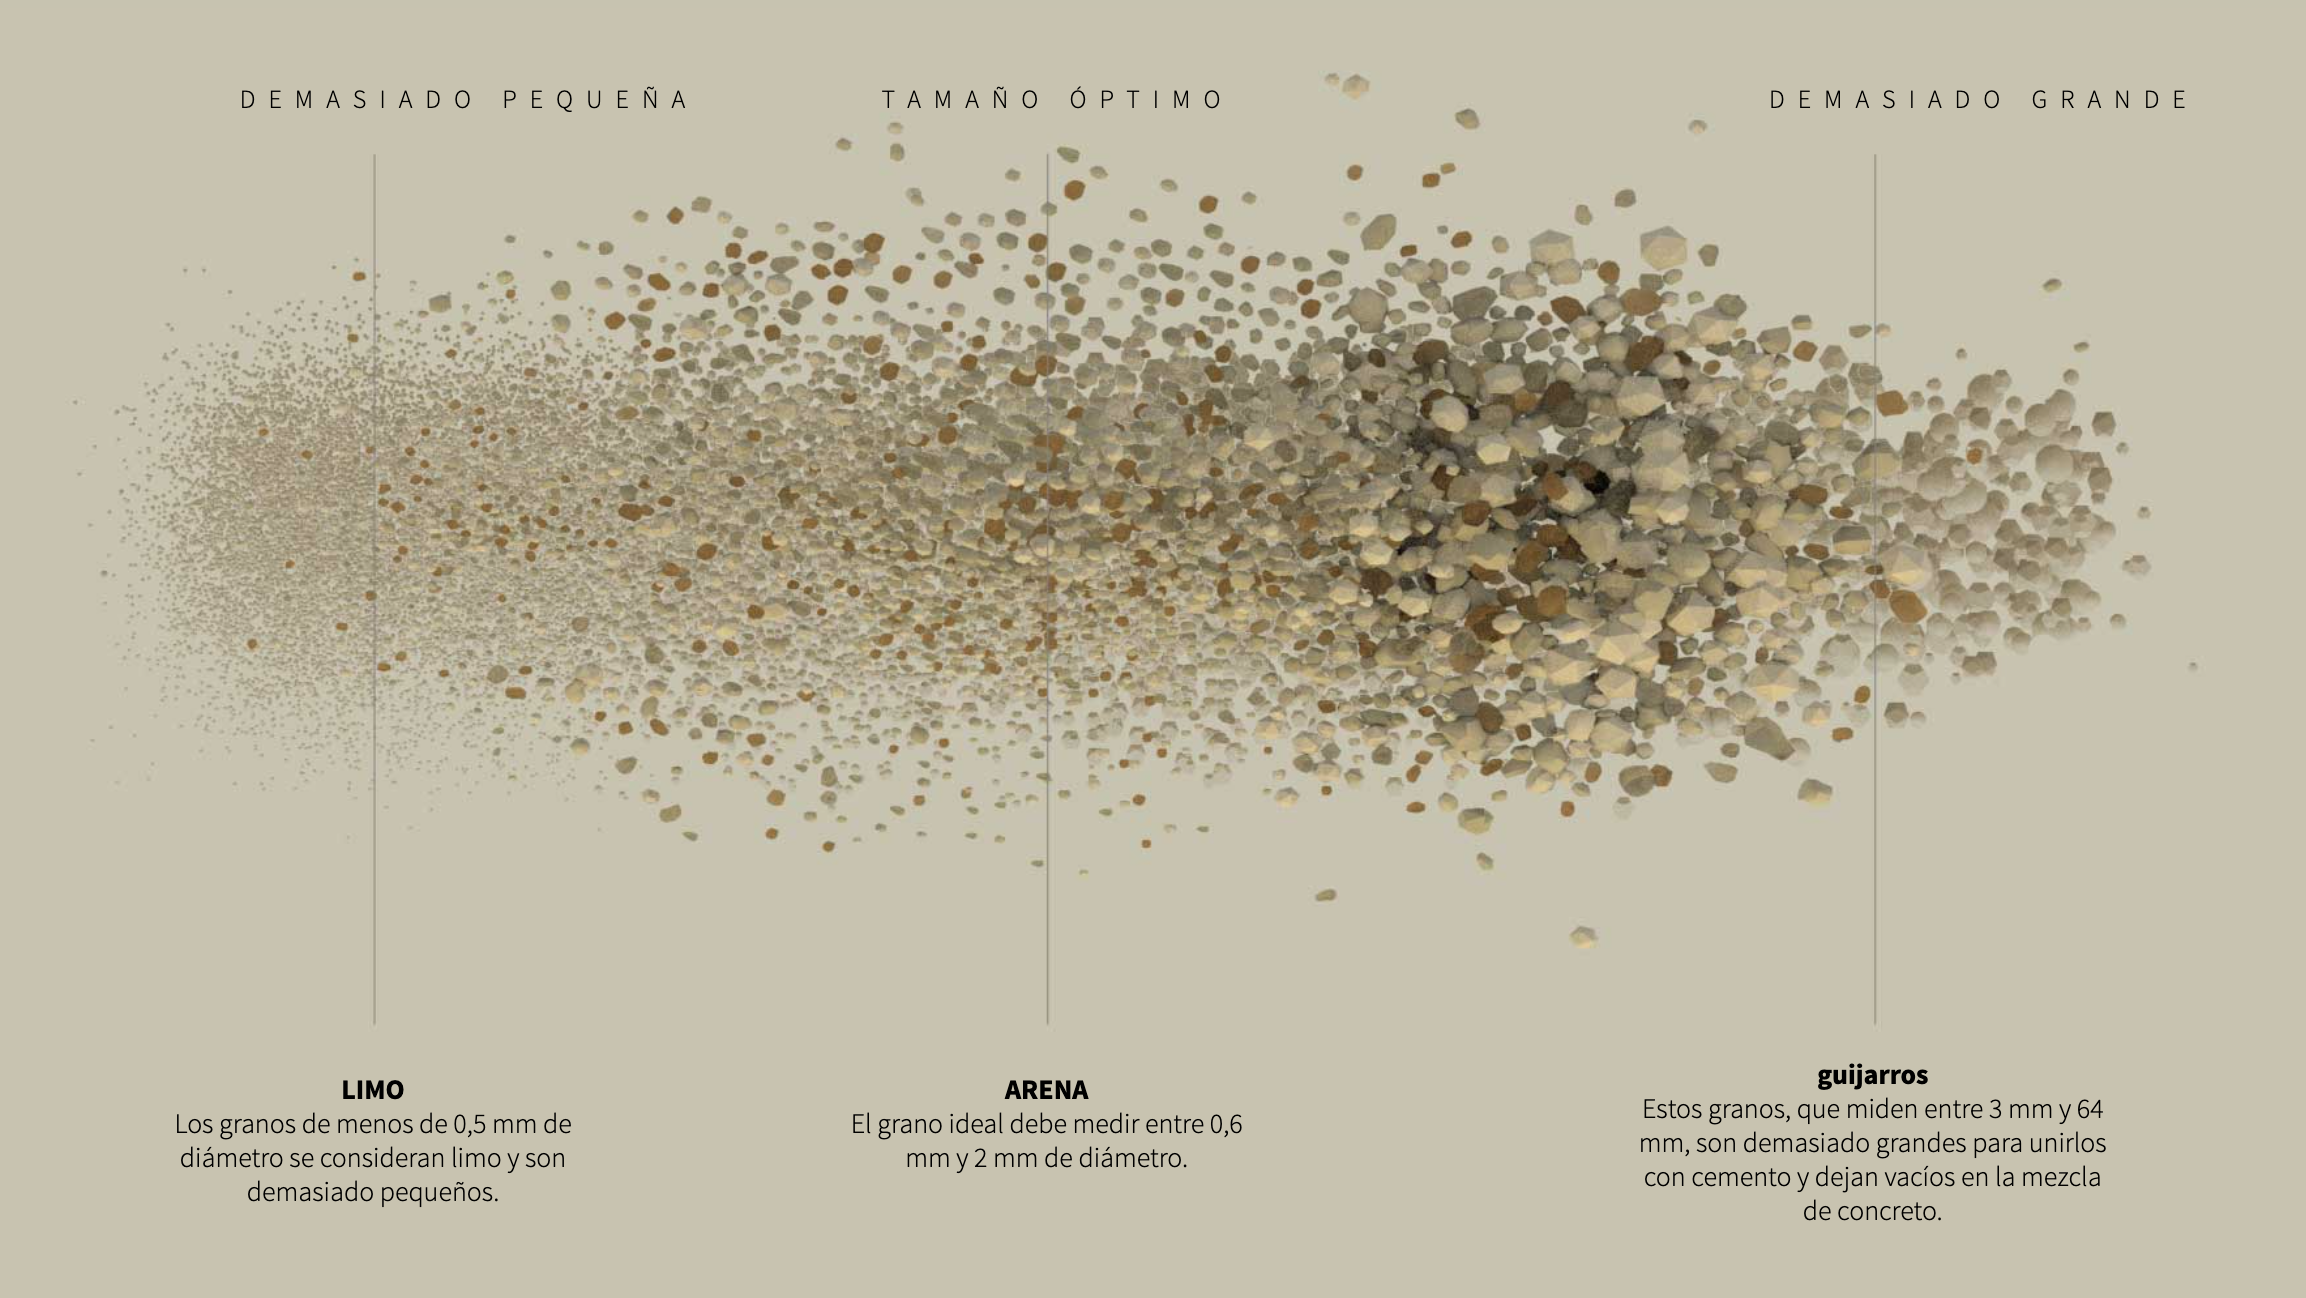 DEMASIADO PEQUEÑA
TAMAÑO ÓPTIMO
DEMASIADO GRANDE
LIMO
Los granos de menos de 0,5 mm de
diámetro se consideran limo y son
demasiado pequeños.
ARENA
El grano ideal debe medir entre 0,6
mm y 2 mm de diámetro.
guijarros
Estos granos, que miden entre 3 mm y 64
mm, son demasiado grandes para unirlos
con cemento y dejan vacíos en la mezcla
de concreto.